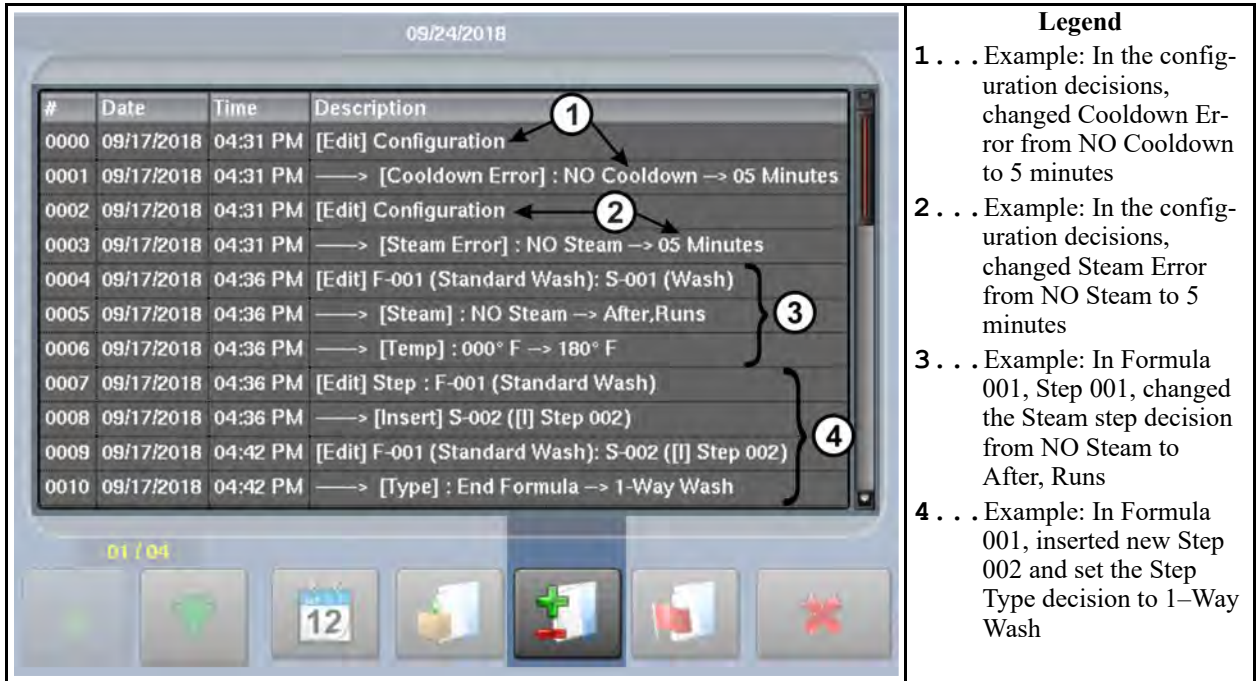 09/24/2018
# Date Time Description
0000 09/17/2018 04:31 PM [Edit] Configuration
0001 09/17/2018 04:31 PM ——> [Cooldown Error] : NO Cooldown —> 05 Minutes
0002 09/17/2018 04:31 PM [Edit] Configuration
0003 09/17/2018 04:31 PM ——> [Steam Error] : NO Steam —> 05 Minutes
0004 09/17/2018 04:36 PM [Edit] F-001 (Standard Wash): S-001 (Wash)
0005 09/17/2018 04:36 PM ——> [Steam] : NO Steam —> After,Runs
0006 09/17/2018 04:36 PM ——> [Temp] : 000° F —> 180° F
0007 09/17/2018 04:36 PM [Edit] Step : F-001 (Standard Wash)
0008 09/17/2018 04:36 PM ——> [Insert] S-002 ([I] Step 002)
0009 09/17/2018 04:42 PM [Edit] F-001 (Standard Wash): S-002 ([I] Step 002)
0010 09/17/2018 04:42 PM ——> [Type] : End Formula —> 1-Way Wash
1
2
3
4
01 / 04
12
Legend
1...Example: In the config-
uration decisions,
changed Cooldown Er-
ror from NO Cooldown
to 5 minutes
2...Example: In the config-
uration decisions,
changed Steam Error
from NO Steam to 5
minutes
3...Example: In Formula
001, Step 001, changed
the Steam step decision
from NO Steam to
After, Runs
4...Example: In Formula
001, inserted new Step
002 and set the Step
Type decision to 1–Way
Wash